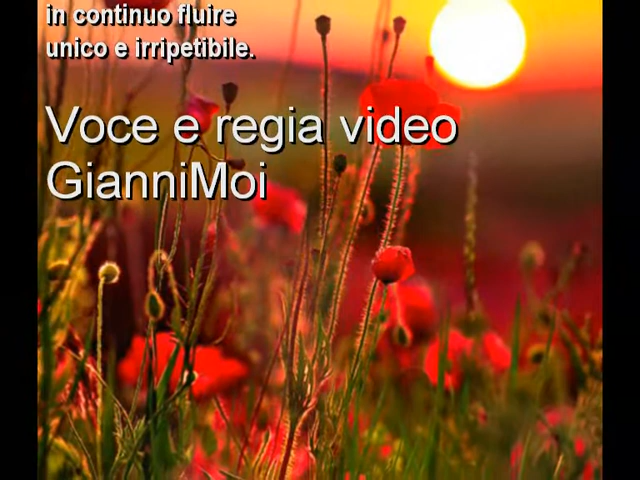 in continuo fluire
unico e irripetibile.
Voce e regia video
GianniMoi